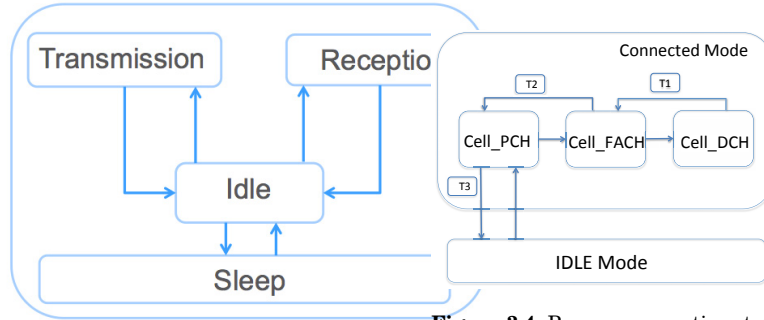 Transmission
Receptio
Idle
Sleep
Connected Mode
T2
T1
Cell_PCH
Cell_FACH
Cell_DCH
T3
IDLE Mode